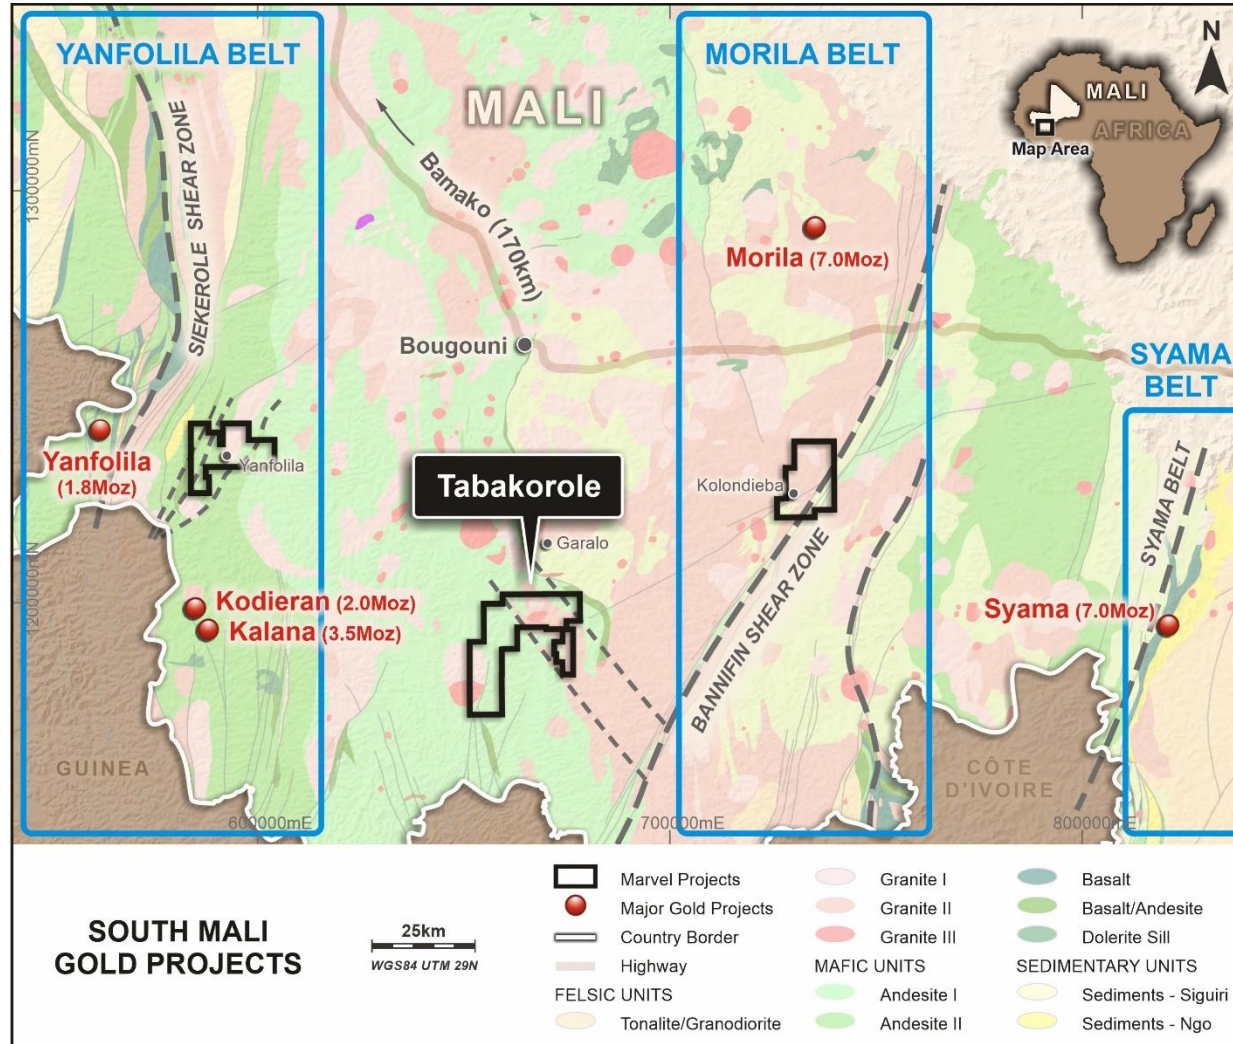 YANFOLILA BELT
MORILA BELT
N
MALI
MALI
AFRICA
Map Area
1300000mN
SIEKEROLE SHEAR ZONE
Bamako (170km)
Morila (7.0Moz)
Bougouni
SYAMA
BELT
Yanfolila
(1.8Moz)
Yanfolila
Tabakorole
Kolondieba
SYAMA BELT
Garalo
1200000mN
Kodieran (2.0Moz)
Kalana (3.5Moz)
BANNIFIN SHEAR ZONE
Syama (7.0Moz)
GUINEA
CÔTE
D'IVOIRE
600000mE
700000mE
800000mE
SOUTH MALI
GOLD PROJECTS
25km
WGS84 UTM 29N
Marvel Projects
Major Gold Projects
Country Border
Highway
FELSIC UNITS
Tonalite/Granodiorite
Granite I
Granite II
Granite III
MAFIC UNITS
Andesite I
Andesite II
Basalt
Basalt/Andesite
Dolerite Sill
SEDIMENTARY UNITS
Sediments - Siguiri
Sediments - Ngo